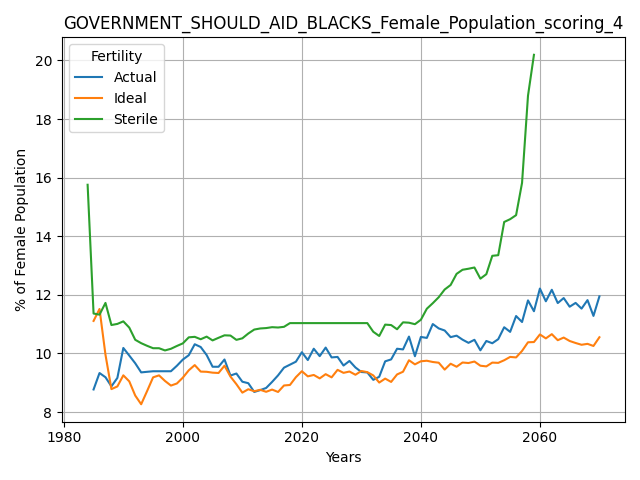 GOVERNMENT_SHOULD_AID_BLACKS_Female_Population_scoring_4
Fertility
Actual
Ideal
Sterile
% of Female Population
20
18
16
14
12
10
8
1980
2000
2020
2040
2060
Years